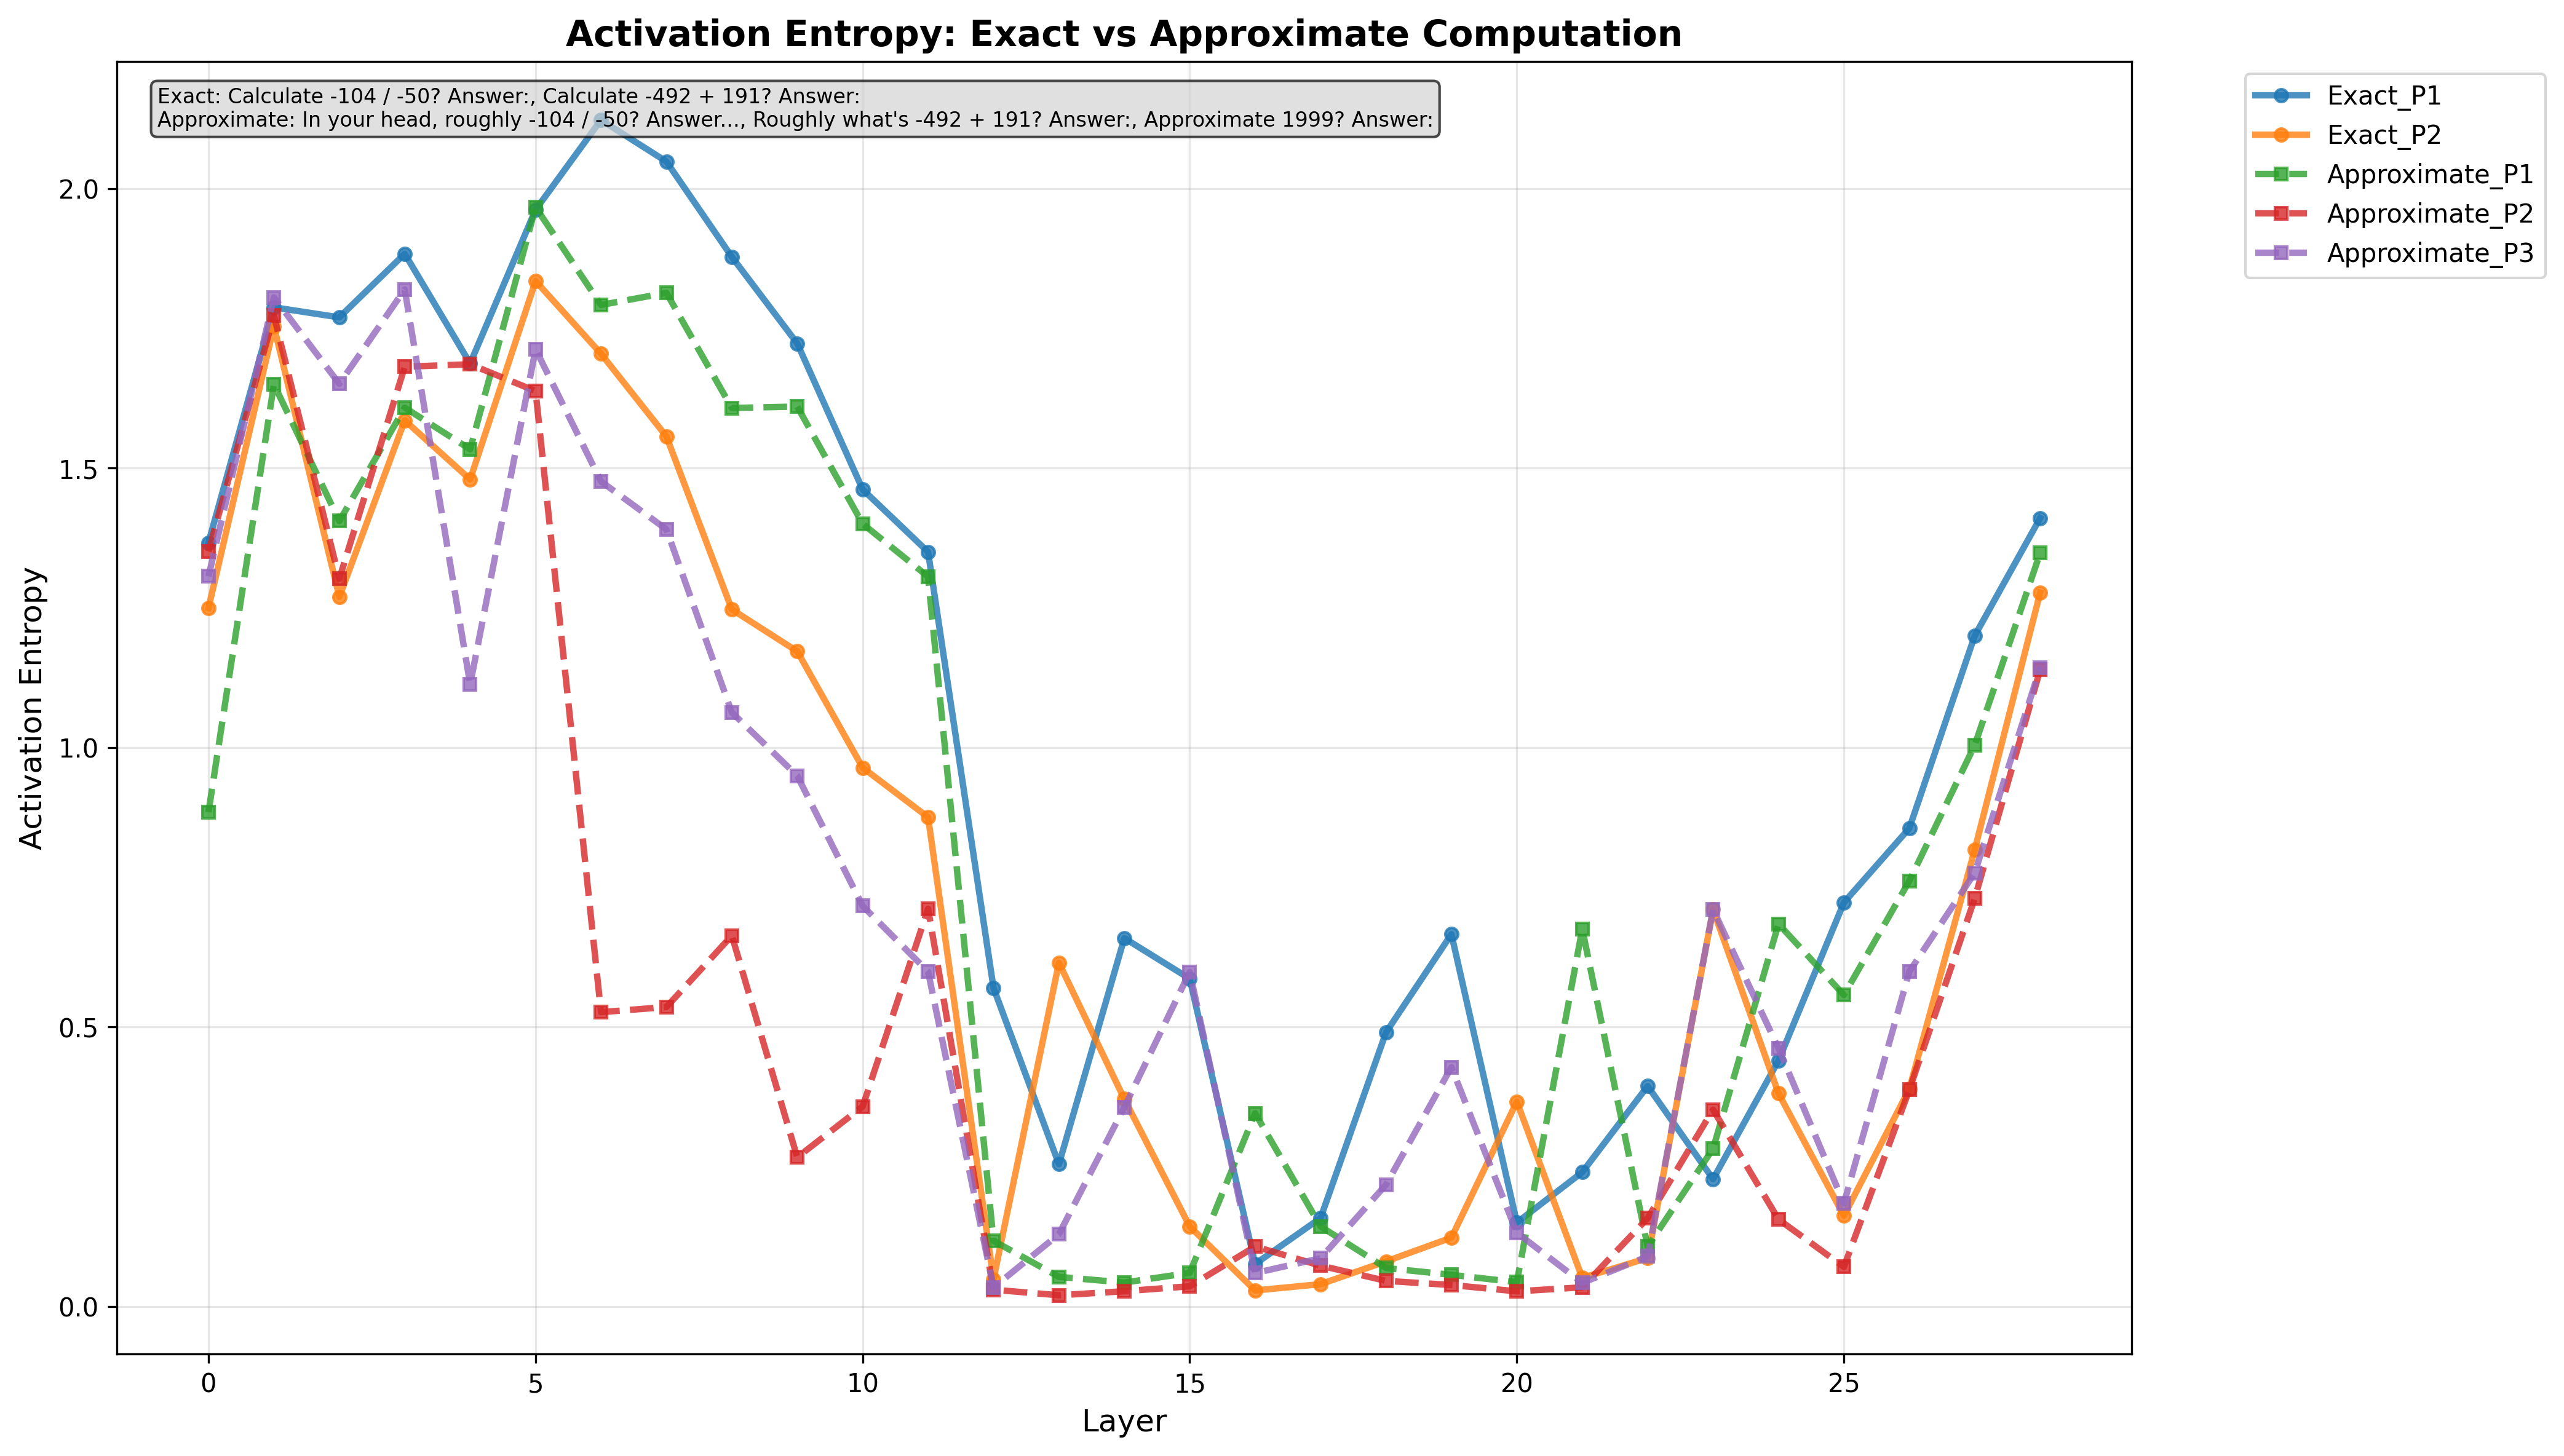 Activation Entropy: Exact vs Approximate Computation
Exact: Calculate -104 / -50? Answer:, Calculate -492 + 191? Answer:
Approximate: In your head, roughly -104 / -50? Answer..., Roughly what's -492 + 191? Answer:, Approximate 1999? Answer:
Exact_P1
Exact_P2
Approximate_P1
Approximate_P2
Approximate_P3
Activation Entropy
2.0
1.5
1.0
0.5
0.0
0 5 10 15 20 25
Layer